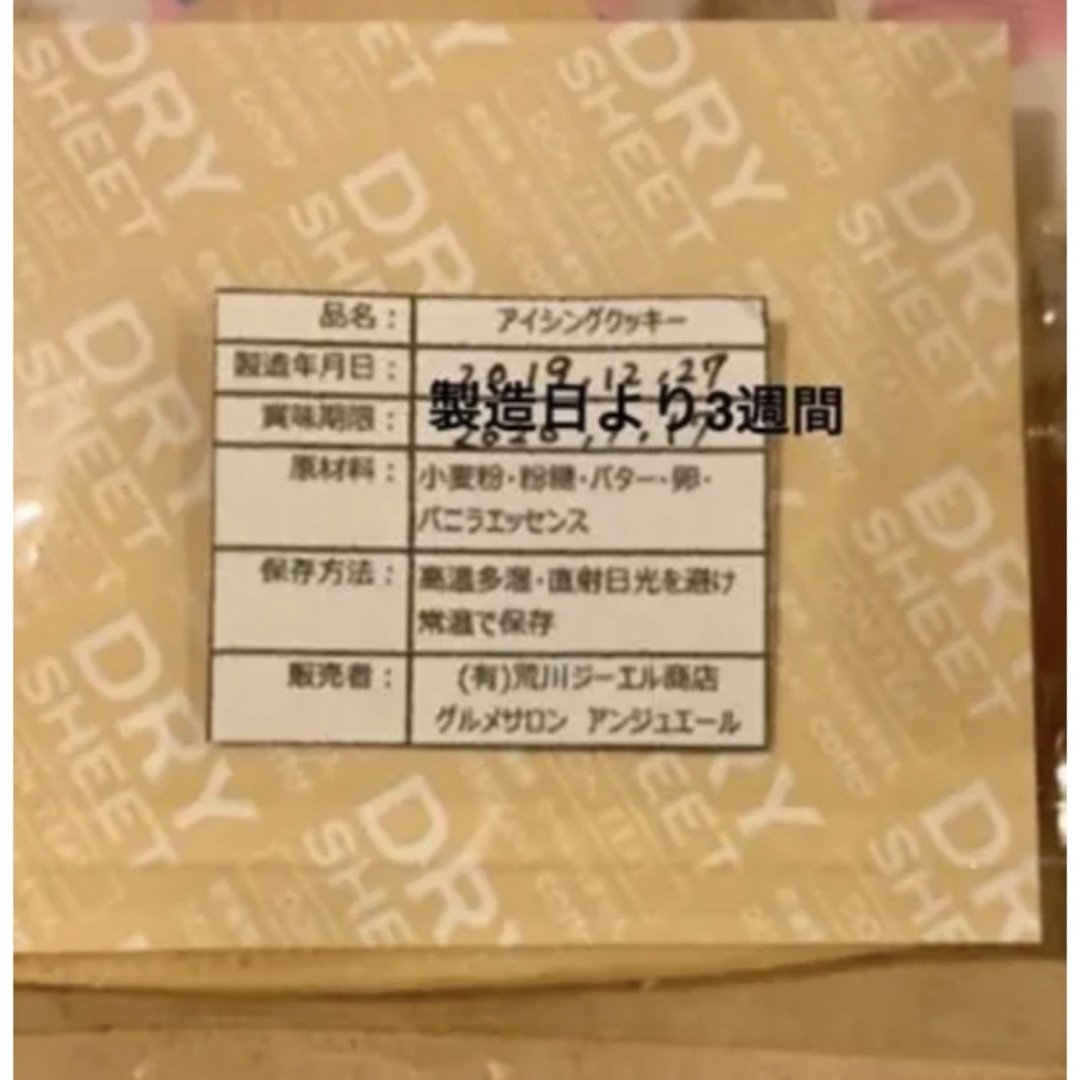 DRY
SHEET
品名： アイシングクッキー
製造年月日： 2019.12.27
製造日より3週間
賞味期限：
原材料： 小麦粉・粉糖・バター・卵・
バニラエッセンス
保存方法： 高温多湿・直射日光を避け
常温で保存
販売者： (有)荒川ジーエル商店
グルメサロン アンジュエール